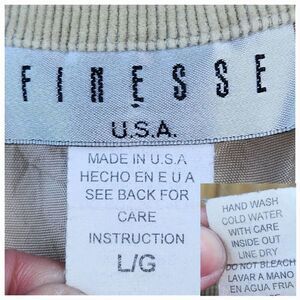 FINESSE
U.S.A.
MADE IN U.S.A
HECHO EN E U A
SEE BACK FOR
CARE
INSTRUCTION
L/G
HAND WASH
COLD WATER
WITH CARE
INSIDE OUT
LINE DRY
DO NOT BLEACH
LAVAR A MANO
EN AGUA FRIA